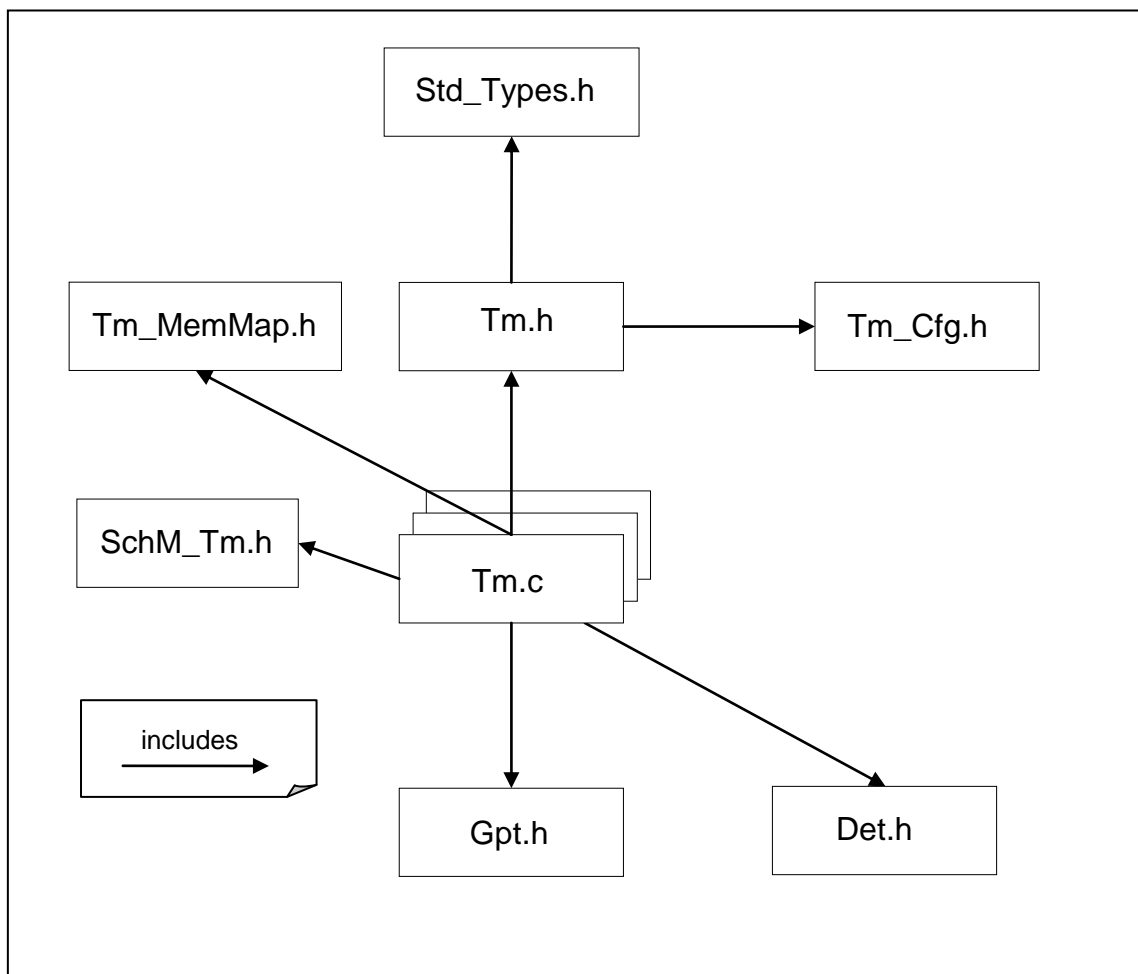 Std_Types.h
Tm_MemMap.h
Tm.h
Tm_Cfg.h
SchM_Tm.h
Tm.c
includes
Gpt.h
Det.h